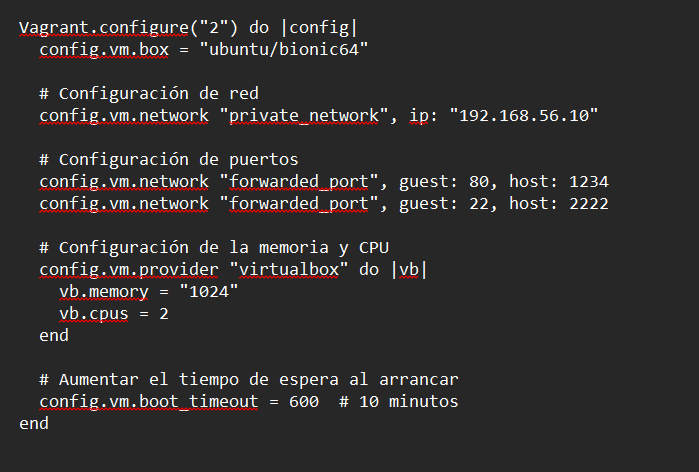 Vagrant.configure("2") do |config|
config.vm.box = "ubuntu/bionic64"
# Configuración de red
config.vm.network "private_network", ip: "192.168.56.10"
# Configuración de puertos
config.vm.network "forwarded_port", guest: 80, host: 1234
config.vm.network "forwarded_port", guest: 22, host: 2222
# Configuración de la memoria y CPU
config.vm.provider "virtualbox" do |vb|
vb.memory = "1024"
vb.cpus = 2
end
# Aumentar el tiempo de espera al arrancar
config.vm.boot_timeout = 600  # 10 minutos
end